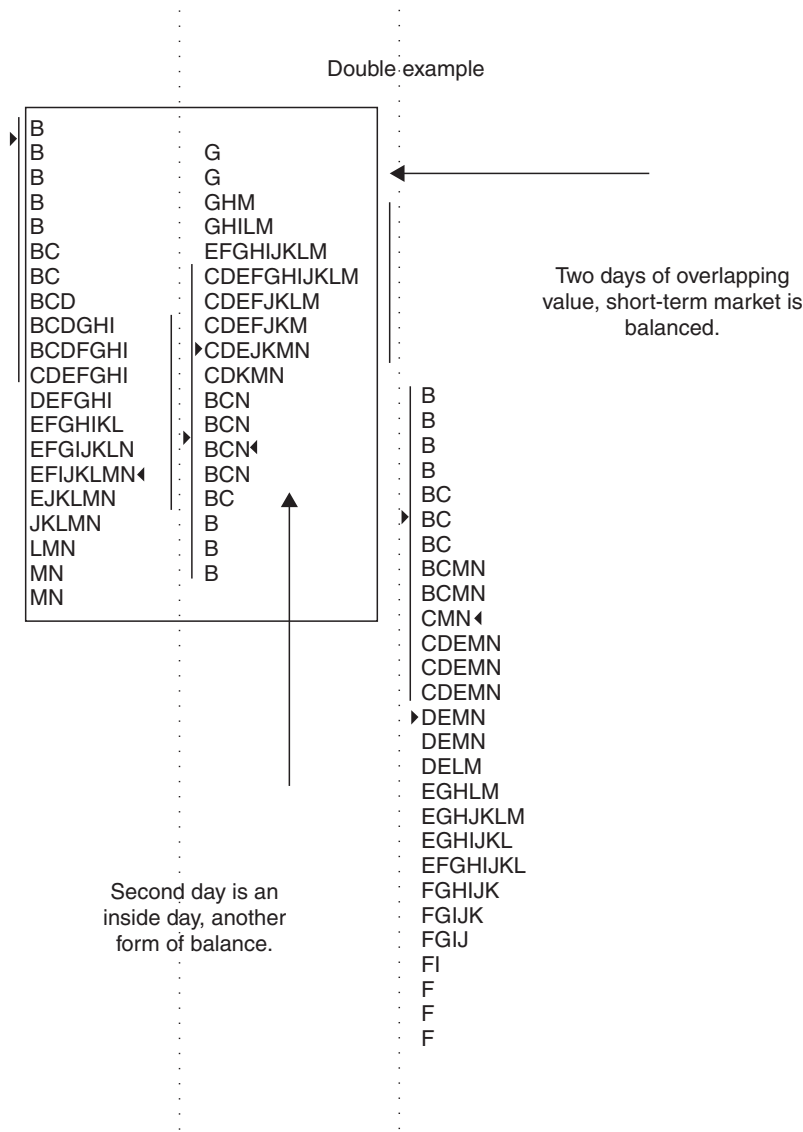 Double example
B
B
B
B
B
BC
BC
BCD
BCDGHI
BCDFGHI
CDEFGHI
DEFGHI
EFGHIKL
EFGIJKLN
EFIJKLMN
EJKLMN
JKLMN
LMN
MN
MN
G
G
GHM
GHILM
EFGHIJKLM
CDEFGHIJKLM
CDEFJKLM
CDEFJKM
CDEJKMN
CDKMN
BCN
BCN
BCN
BCN
BC
B
B
B
Two days of overlapping
value, short-term market is
balanced.
B
B
B
B
BC
BC
BC
BCMN
BCMN
CMN
CDEMN
CDEMN
CDEMN
DEMN
DEMN
DELM
EGHLM
EGHJKLM
EGHIJKL
EFGHIJKL
FGHIJK
FGIJK
FGIJ
FI
F
F
F
Second day is an
inside day, another
form of balance.